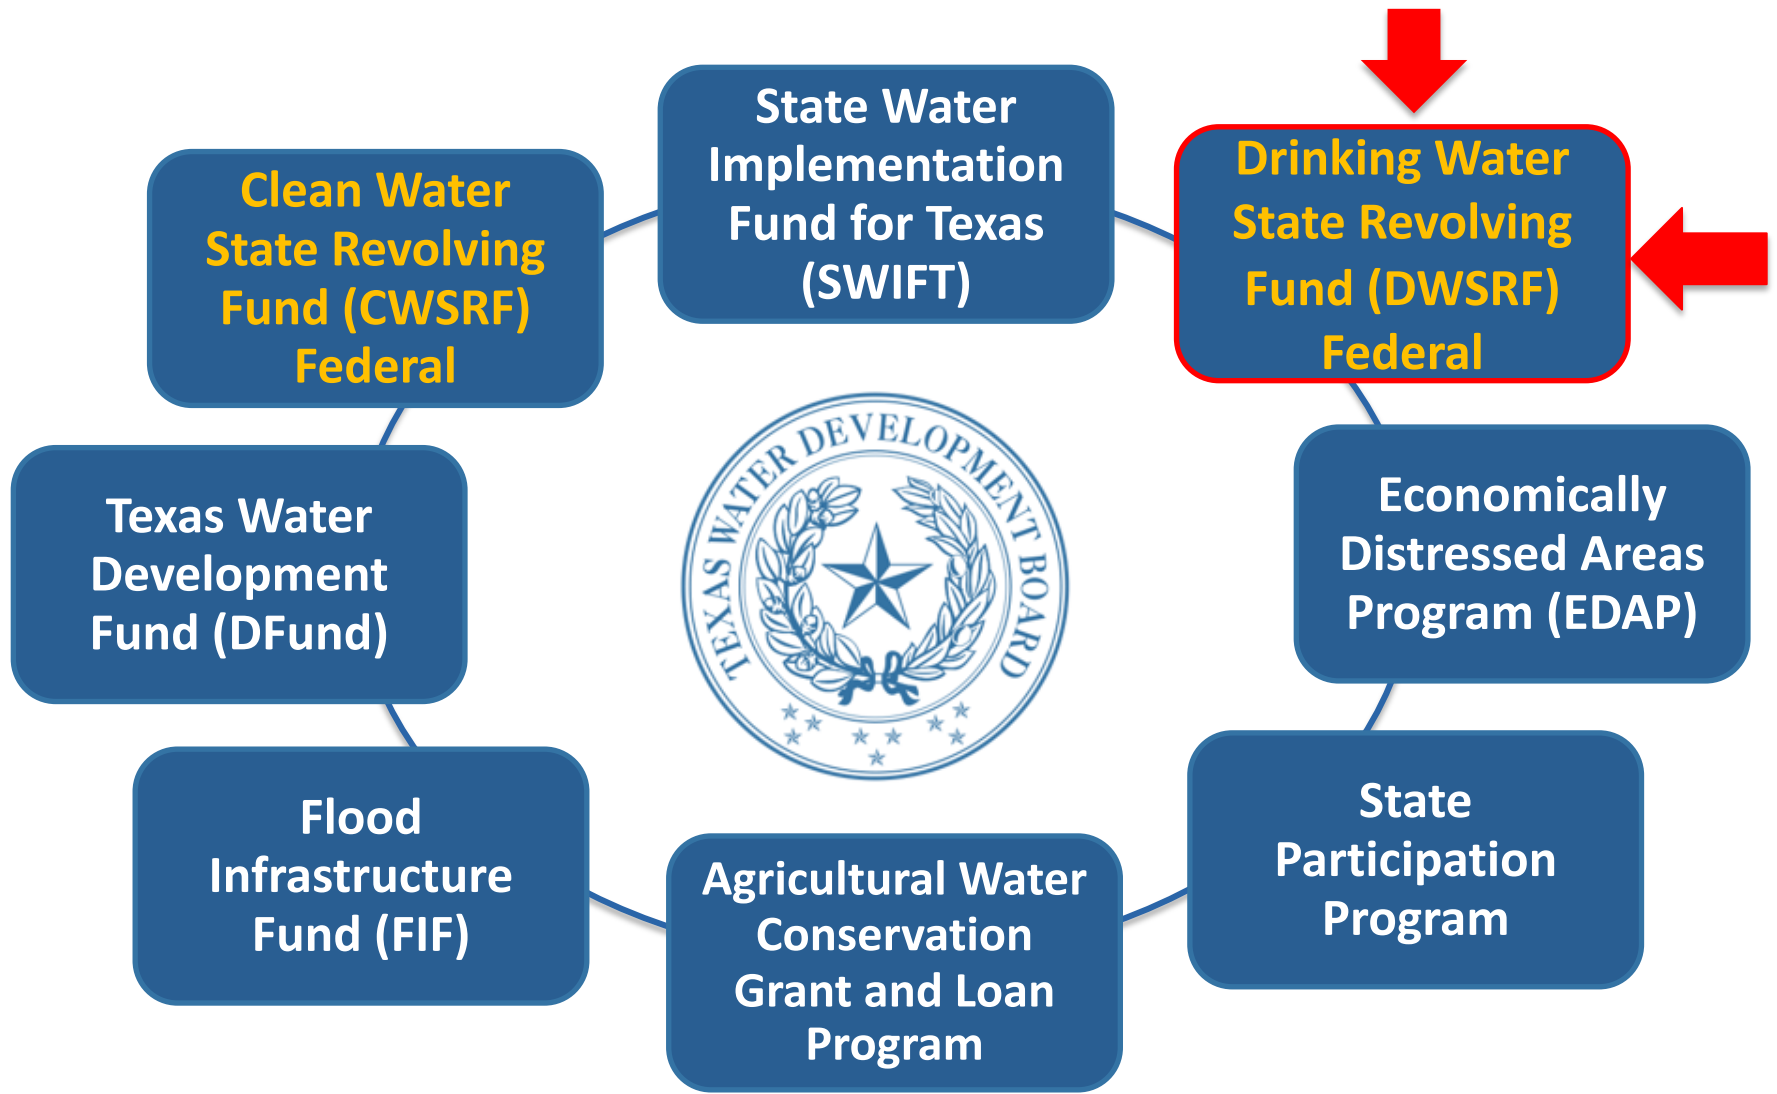 State Water
Implementation
Fund for Texas
(SWIFT)
Drinking Water
State Revolving
Fund (DWSRF)
Federal
Economically
Distressed Areas
Program (EDAP)
State
Participation
Program
Agricultural Water
Conservation
Grant and Loan
Program
Flood
Infrastructure
Fund (FIF)
Texas Water
Development
Fund (DFund)
Clean Water
State Revolving
Fund (CWSRF)
Federal
TEXAS WATER DEVELOPMENT BOARD